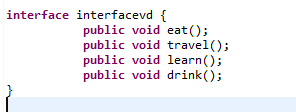 interface interfacevd {
public void eat();
public void travel();
public void learn();
public void drink();
}